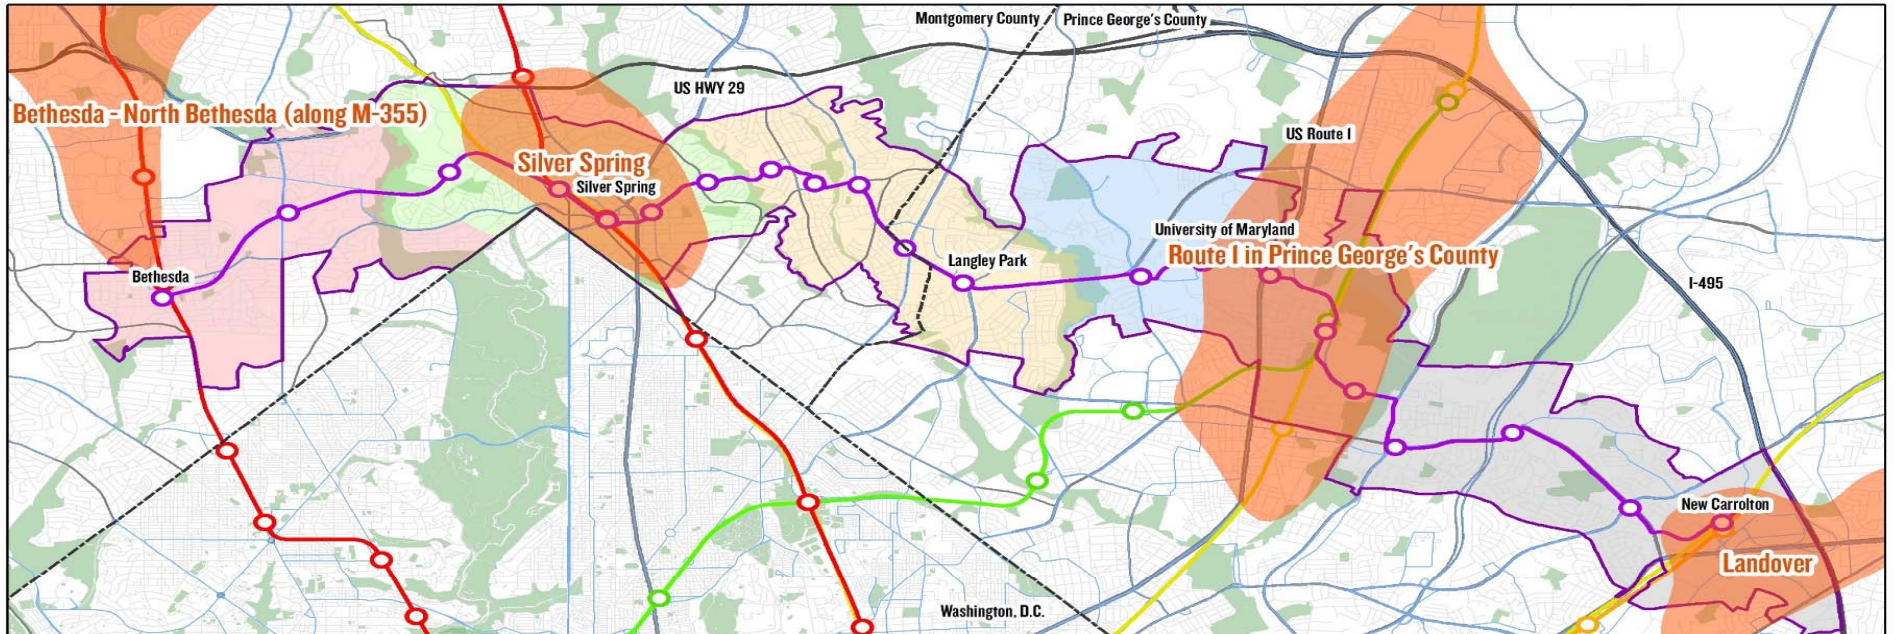 Montgomery County
Prince George's County
US HWY 29
Bethesda - North Bethesda (along M-355)
US Route 1
Silver Spring
Silver Spring
University of Maryland
Route 1 in Prince George's County
Langley Park
Bethesda
I-495
New Carrolton
Landover
Washington, D.C.